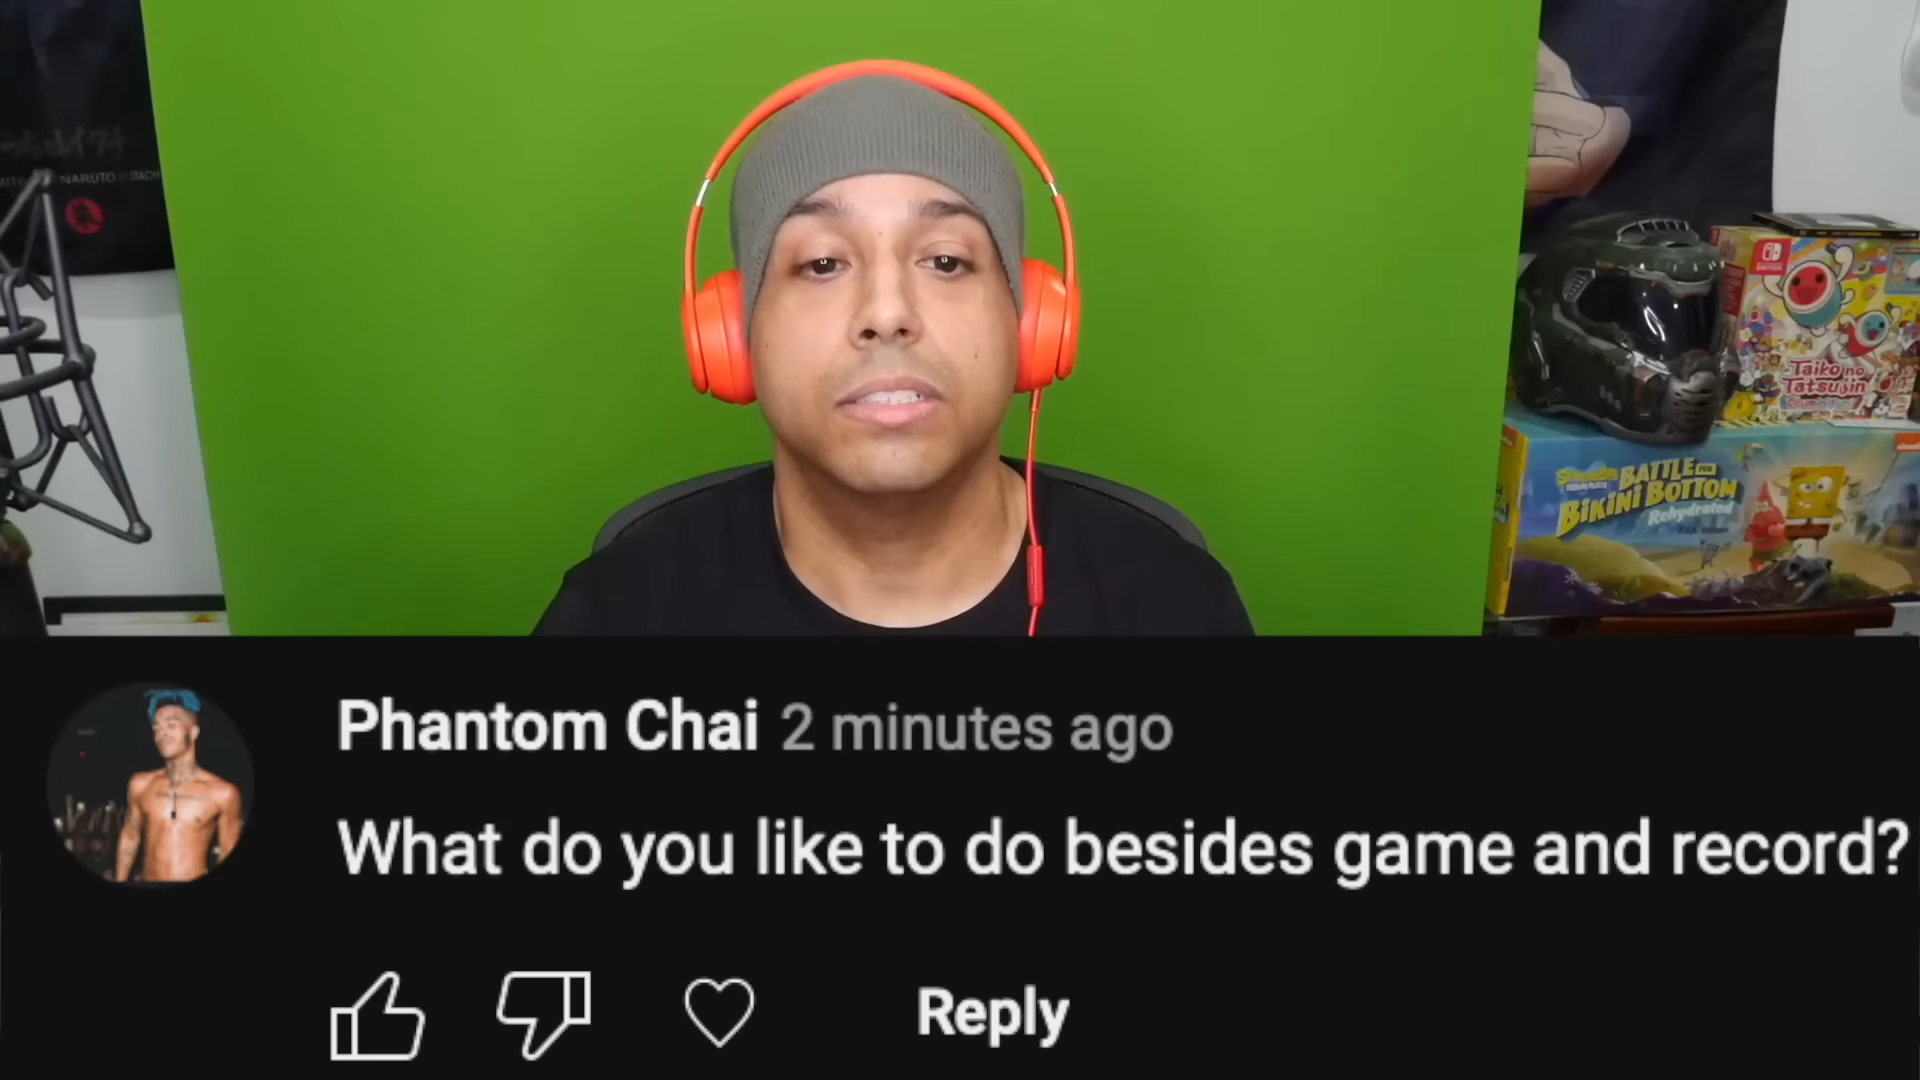 NARUTO
Taiko no
Tatsujin
BATTLE FOR
BiKiNi BOTTOM
Rehydrated
Phantom Chai 2 minutes ago
What do you like to do besides game and record?
Reply